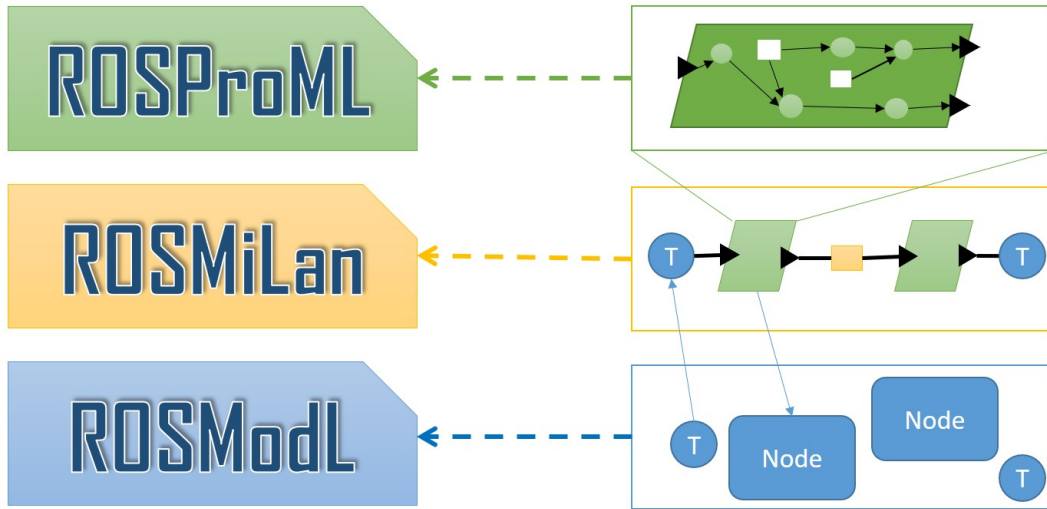 ROSProML
ROSMiLan
T
T
ROSModL
Node
T
Node
T